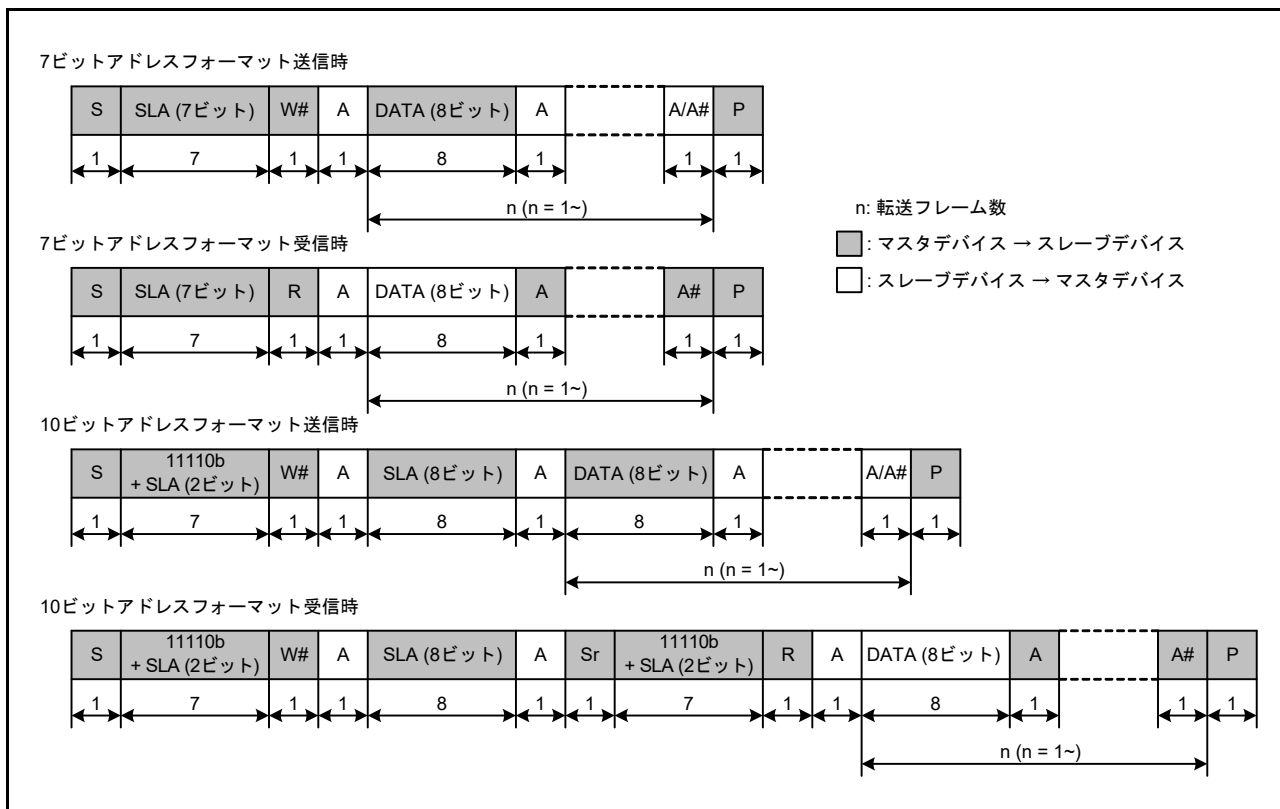 7ビットアドレスフォーマット送信時
S SLA (7ビット) W# A DATA (8ビット) A A/A# P
1 7 1 1 8 1 1 1
n (n = 1~)
n: 転送フレーム数
: マスタデバイス → スレーブデバイス
: スレーブデバイス → マスタデバイス
7ビットアドレスフォーマット受信時
S SLA (7ビット) R A DATA (8ビット) A A# P
1 7 1 1 8 1 1 1
n (n = 1~)
10ビットアドレスフォーマット送信時
S 11110b + SLA (2ビット) W# A SLA (8ビット) A DATA (8ビット) A A/A# P
1 7 1 1 8 1 8 1 1 1
n (n = 1~)
10ビットアドレスフォーマット受信時
S 11110b + SLA (2ビット) W# A SLA (8ビット) A Sr 11110b + SLA (2ビット) R A DATA (8ビット) A A# P
1 7 1 1 8 1 1 7 1 1 8 1 1 1
n (n = 1~)